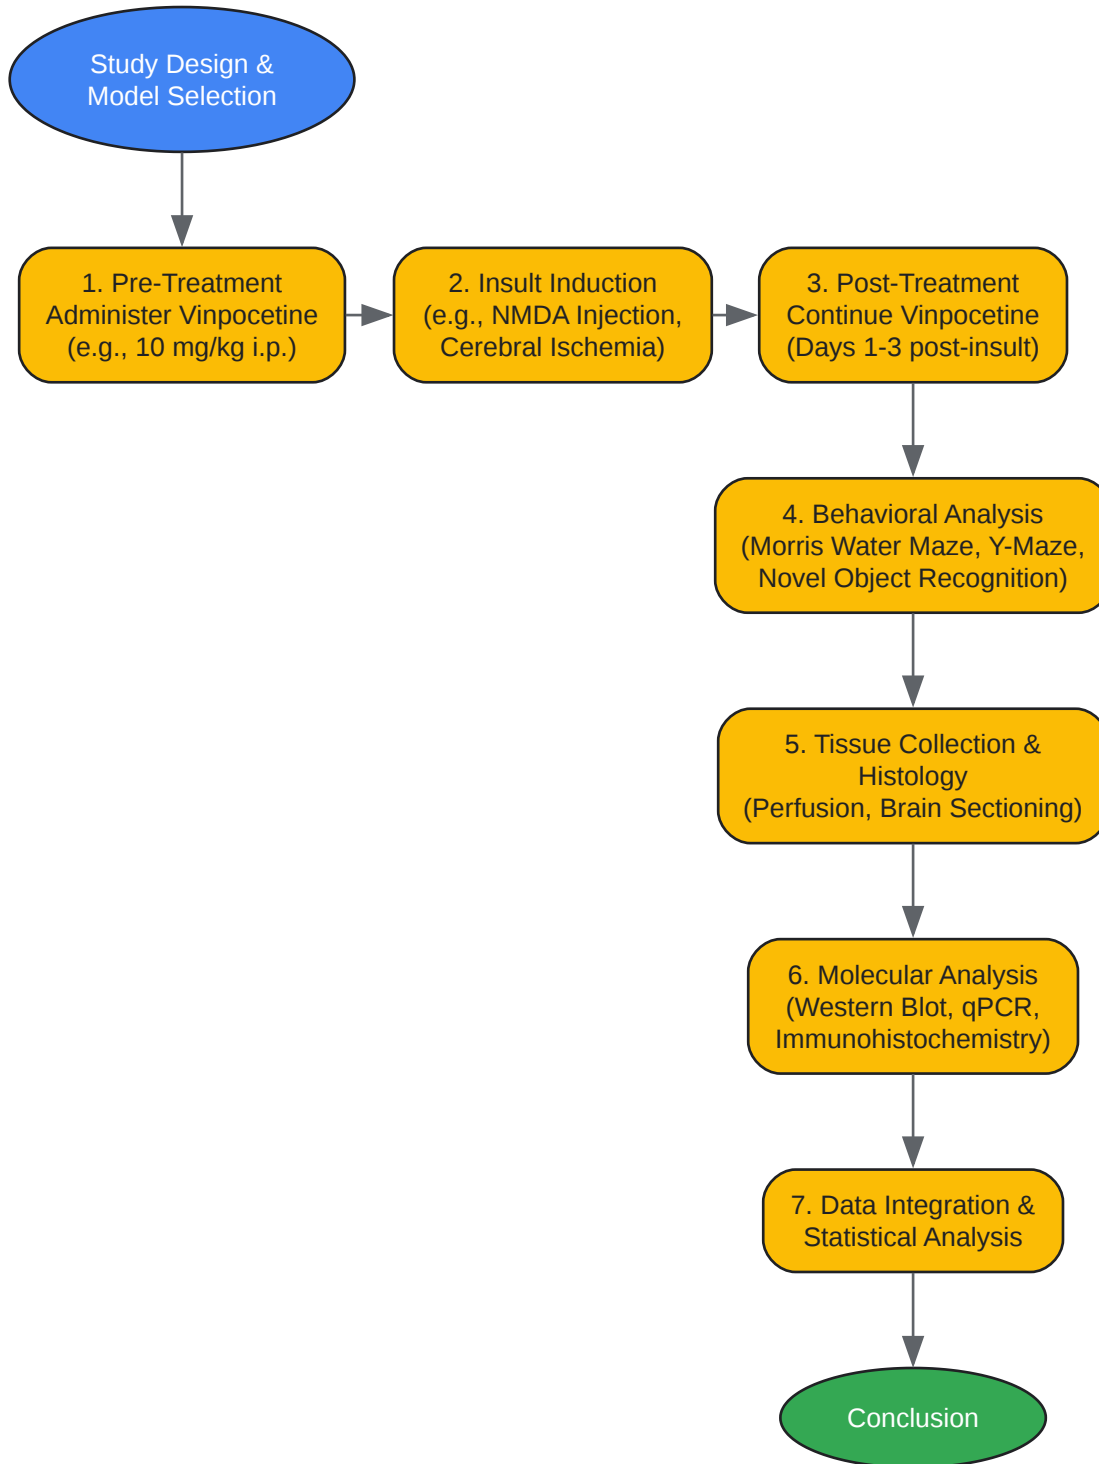 Study Design &
Model Selection
1. Pre-Treatment
Administer Vinpocetine
(e.g., 10 mg/kg i.p.)
2. Insult Induction
(e.g., NMDA Injection,
Cerebral Ischemia)
3. Post-Treatment
Continue Vinpocetine
(Days 1-3 post-insult)
4. Behavioral Analysis
(Morris Water Maze, Y-Maze,
Novel Object Recognition)
5. Tissue Collection &
Histology
(Perfusion, Brain Sectioning)
6. Molecular Analysis
(Western Blot, qPCR,
Immunohistochemistry)
7. Data Integration &
Statistical Analysis
Conclusion